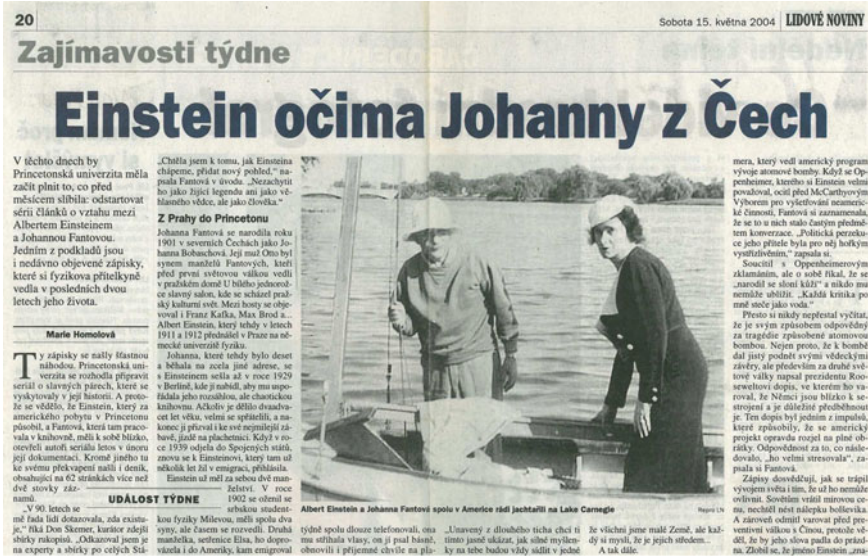 20
Sobota 15. května 2004 LIDOVÉ NOVINY
Zajímavosti týdne
Einstein očima Johanny z Čech
V těchto dnech by
Princetonská univerzita měla
začít plnit to, co před
měsícem slíbila: odstartovat
sérii článků o vztahu mezi
Albertem Einsteinem
a Johannou Fantovou.
Jedním z podkladů jsou
i nedávno objevené zápisky,
které si fyzikova přítelkyně
vedla v posledních dvou
letech jeho života.
Marie Homolová
Ty zápisky se našly šťastnou
náhodou. Princetonská uni-
verzita se rozhodla připravit
seriál o slavných párech, které se
vyskytovaly v její historii. A proto-
že se vědělo, že Einstein, který za
amerického pobytu v Princetonu
působil, a Fantová, která tam praco-
vala v knihovně, měli k sobě blízko,
otevřeli autoři seriálu letos v únoru
její dokumentaci. Kromě jiného tu
ke svému překvapení našli i deník,
obsahující na 62 stránkách více než
dvě stovky záz-
namů.
„V 90. letech se
mě řada lidí dotazovala, zda existu-
je,“ říká Don Skemer, kurátor zdejší
sbírky rukopisů. „Odkazoval jsem je
na experty a sbírky po celých Stá-
UDÁLOST TÝDNE
„Chtěla jsem k tomu, jak Einsteina
chápeme, přidat nový pohled,“ na-
psala Fantová v úvodu. „Nezachytit
ho jako žijící legendu ani jako vě-
hlasného vědce, ale jako člověka.“
Z Prahy do Princetonu
Johanna Fantová se narodila roku
1901 v severních Čechách jako Jo-
hanna Bobaschová. Její muž Otto byl
synem manželů Fantových, kteří
před první světovou válkou vedli
v pražském domě U bílého jednorož-
ce slavný salon, kde se scházel praž-
ský kulturní svět. Mezi hosty se obje-
voval i Franz Kafka, Max Brod a...
Albert Einstein, který tehdy v letech
1911 a 1912 přednášel v Praze na ně-
mecké univerzitě fyziku.
Johanna, které tehdy bylo deset
a běhala na zcela jiné adrese, se
s Einsteinem sešla až v roce 1929
v Berlíně, kde jí nabídl, aby mu uspo-
řádala jeho rozsáhlou, ale chaotickou
knihovnu. Ačkoliv je dělilo dvaadva-
cet let věku, velmi se spřátelili, a na-
konec ji přizval i ke své nejmilejší zá-
bavě, jízdě na plachetnici. Když v ro-
ce 1939 odjela do Spojených států,
znovu se k Einsteinovi, který tam už
několik let žil v emigraci, přihlásila.
Einstein už měl za sebou dvě man-
želství. V roce
1902 se oženil se
srbskou student-
kou fyziky Milevou, měli spolu dva
syny, ale časem se rozvedli. Druhá
manželka, sestřenice Elsa, ho dopro-
vázela i do Ameriky, kam emigroval
Albert Einstein a Johanna Fantová spolu v Americe rádi jachtařili na Lake Carnegie
Repro LN
týdně spolu dlouze telefonovali, ona
mu stříhala vlasy, on jí psal básně,
obnovili i příjemné chvíle na pla-
„Unavený z dlouhého ticha chci ti
tímto jasně ukázat, jak silné myšlen-
ky na tebe budou vždy sídlit v jedné
že všichni jsme malé Země, ale kaž-
dý si myslí, že je jejich středem...
A tak dále.
mera, který vedl americký program
vývoje atomové bomby. Když se Op-
penheimer, kterého si Einstein velmi
považoval, ocitl před McCarthyovým
Výborem pro vyšetřování neameric-
ké činnosti, Fantová si zaznamenala,
že se to u nich stalo častým předmě-
tem konverzace. „Politická perzeku-
ce jeho přítele byla pro něj hořkým
vystřízlivěním,“ zapsala si.
Soucítil s Oppenheimerovým
zklamáním, ale o sobě říkal, že se
„narodil se sloní kůží“ a nikdo mu
nemůže ublížit. „Každá kritika po
mně steče jako voda.“
Přesto si nikdy nepřestal vyčítat,
že je svým způsobem odpovědný
za tragédie způsobené atomovou
bombou. Nejen proto, že k bombě
dal jistý podnět svými vědeckými
závěry, ale především za druhé svě-
tové války napsal prezidentu Roo-
seveltovi dopis, ve kterém ho va-
roval, že Němci jsou blízko k se-
strojení a je důležité předběhnout
je. Ten dopis byl jedním z impulsů,
které způsobily, že se americký
projekt opravdu rozjel na plné ob-
rátky. Odpovědnost za to, co násle-
dovalo, „ho velmi stresovala“, za-
psala si Fantová.
Zápisy dosvědčují, jak se trápil
vývojem světa i tím, že už ho nemůže
ovlivnit. Sovětům vrátil mírovou ce-
nu, nechtěl nést nálepku bolševika.
A zároveň odmítl varovat před pre-
ventivní válkou s Čínou, protože vě-
děl, že by jeho slova padla do prázd-
na. Zlobil se, že jméno Einstein zna-